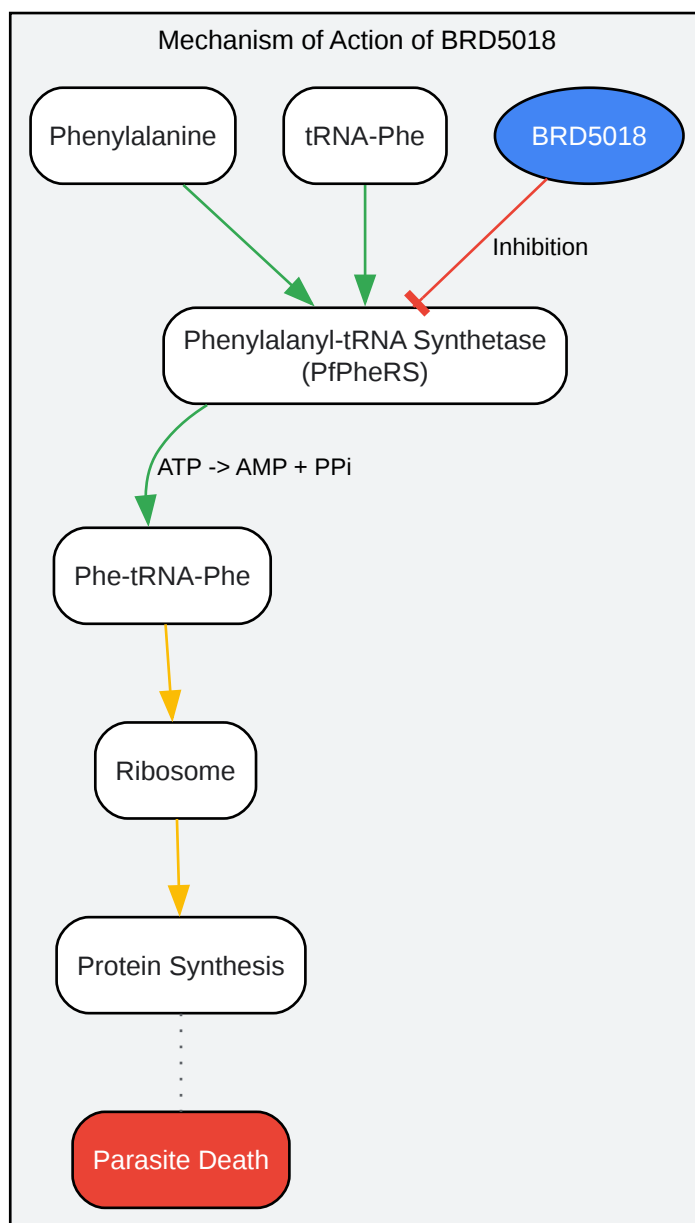 Mechanism of Action of BRD5018
Phenylalanine
tRNA-Phe
BRD5018
Inhibition
Phenylalanyl-tRNA Synthetase
(PfPheRS)
ATP -> AMP + PPi
Phe-tRNA-Phe
Ribosome
Protein Synthesis
Parasite Death